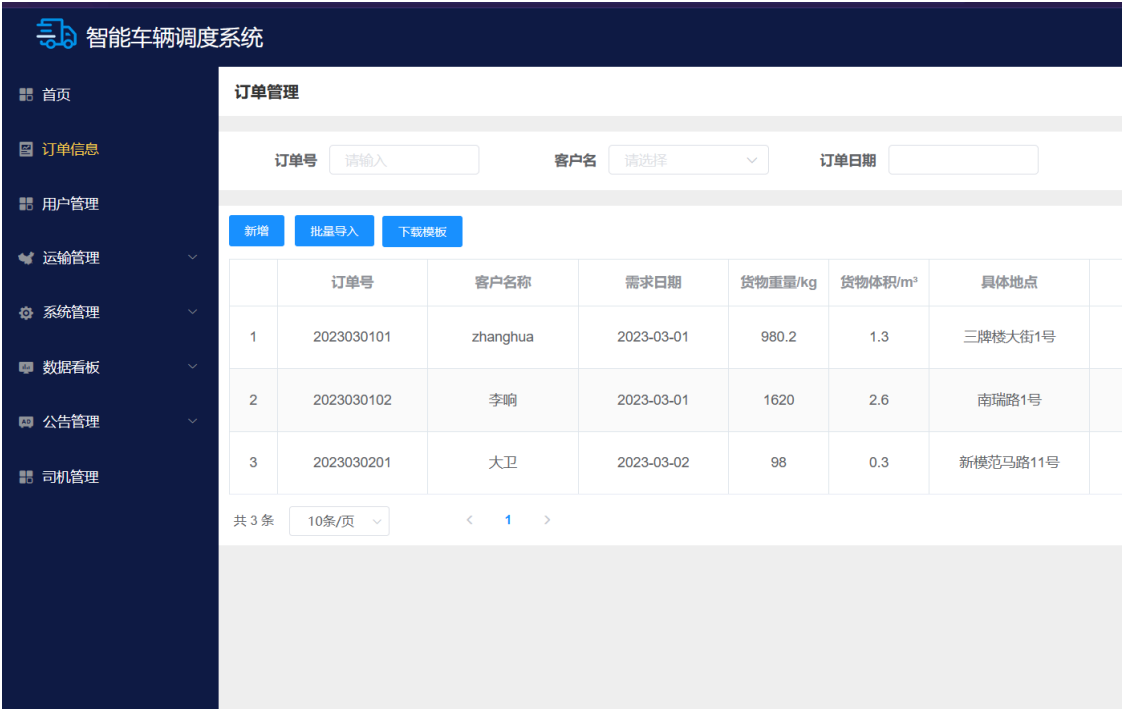 智能车辆调度系统
首页
订单信息
用户管理
运输管理
系统管理
数据看板
公告管理
司机管理
订单管理
订单号 请输入 客户名 请选择 订单日期
新增 批量导入 下载模板
订单号 客户名称 需求日期 货物重量/kg 货物体积/m³ 具体地点
1 2023030101 zhanghua 2023-03-01 980.2 1.3 三牌楼大街1号
2 2023030102 李响 2023-03-01 1620 2.6 南瑞路1号
3 2023030201 大卫 2023-03-02 98 0.3 新模范马路11号
共 3 条 10条/页 1